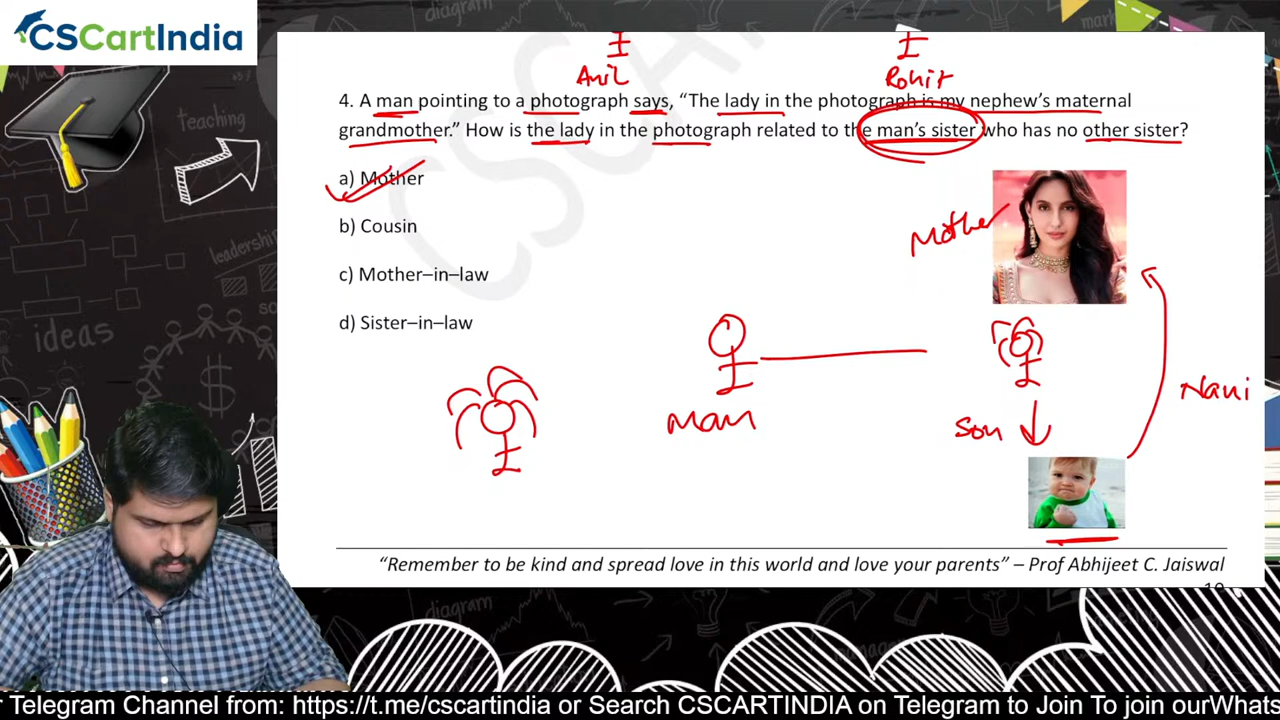 CSCartIndia
Anil
Rohit
4. A man pointing to a photograph says, “The lady in the photograph is my nephew’s maternal
grandmother.” How is the lady in the photograph related to the man’s sister who has no other sister?
a) Mother
b) Cousin
c) Mother–in–law
d) Sister–in–law
Mother
Man
Son
Nani
“Remember to be kind and spread love in this world and love your parents” – Prof Abhijeet C. Jaiswal
teaching
ideas
leadership
diagram
r Telegram Channel from: https://t.me/cscartindia or Search CSCARTINDIA on Telegram to Join To join ourWhats